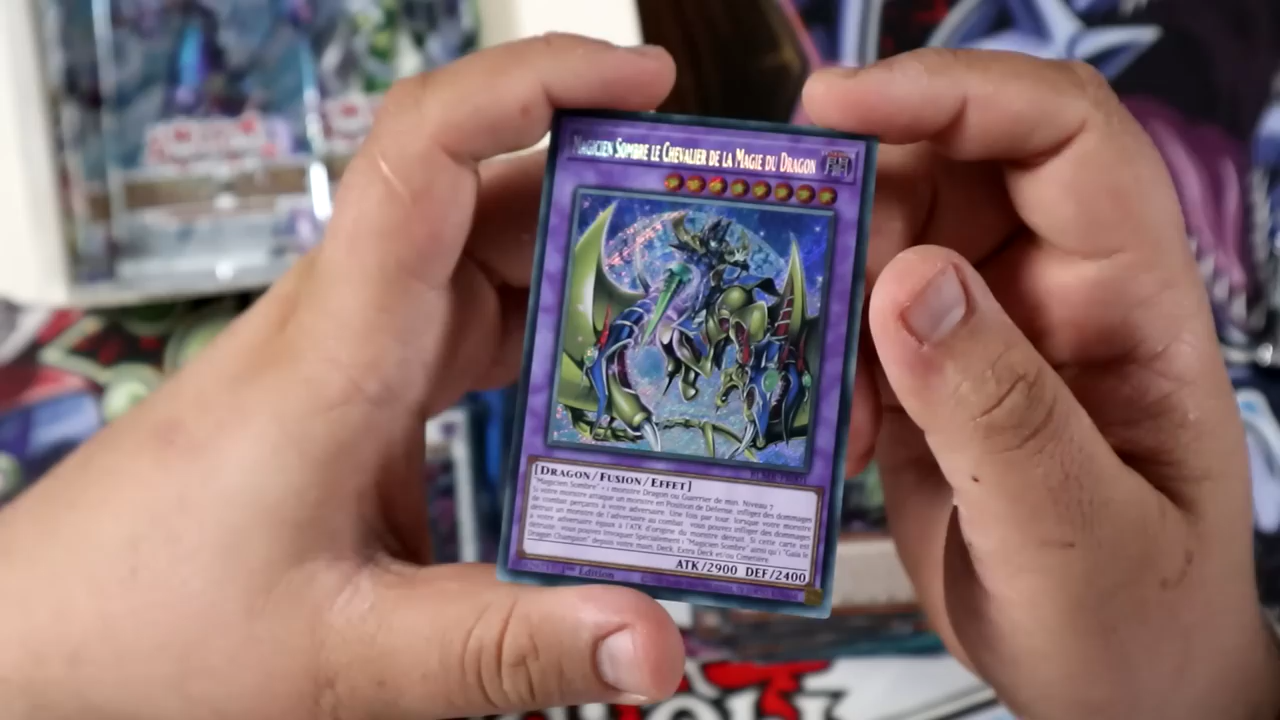 Magicien Sombre le Chevalier de la Magie du Dragon
闇
[Dragon/Fusion/Effet]
"Magicien Sombre" + 1 monstre Dragon ou Guerrier de min. Niveau 7
Si votre monstre attaque un monstre en Position de Défense, infligez des dommages
de combat perçants à votre adversaire. Une fois par tour, lorsque votre monstre
détruit un monstre de l'adversaire au combat : vous pouvez infliger des dommages
à votre adversaire égaux à l'ATK d'origine du monstre détruit. Si cette carte est
détruite : vous pouvez Invoquer Spécialement 1 "Magicien Sombre" ainsi qu'1 "Gaia le
Dragon Champion" depuis votre main, Deck, Extra Deck et/ou Cimetière.
ATK/2900 DEF/2400
Edition